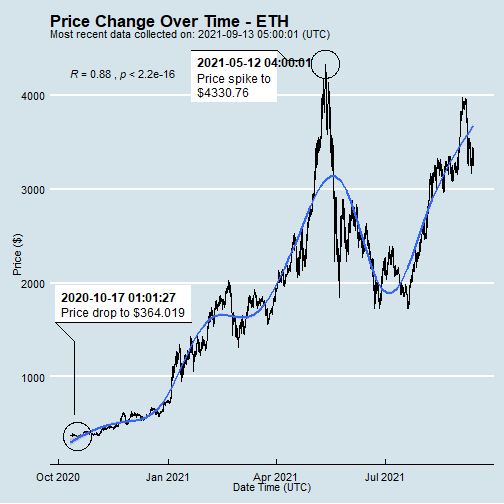 Price Change Over Time - ETH
Most recent data collected on: 2021-09-13 05:00:01 (UTC)
2021-05-12 04:00:01
Price spike to
$4330.76
R = 0.88 , p < 2.2e-16
4000
3000
Price ($)
2000
2020-10-17 01:01:27
Price drop to $364.019
1000
Oct 2020
Jan 2021
Apr 2021
Jul 2021
Date Time (UTC)